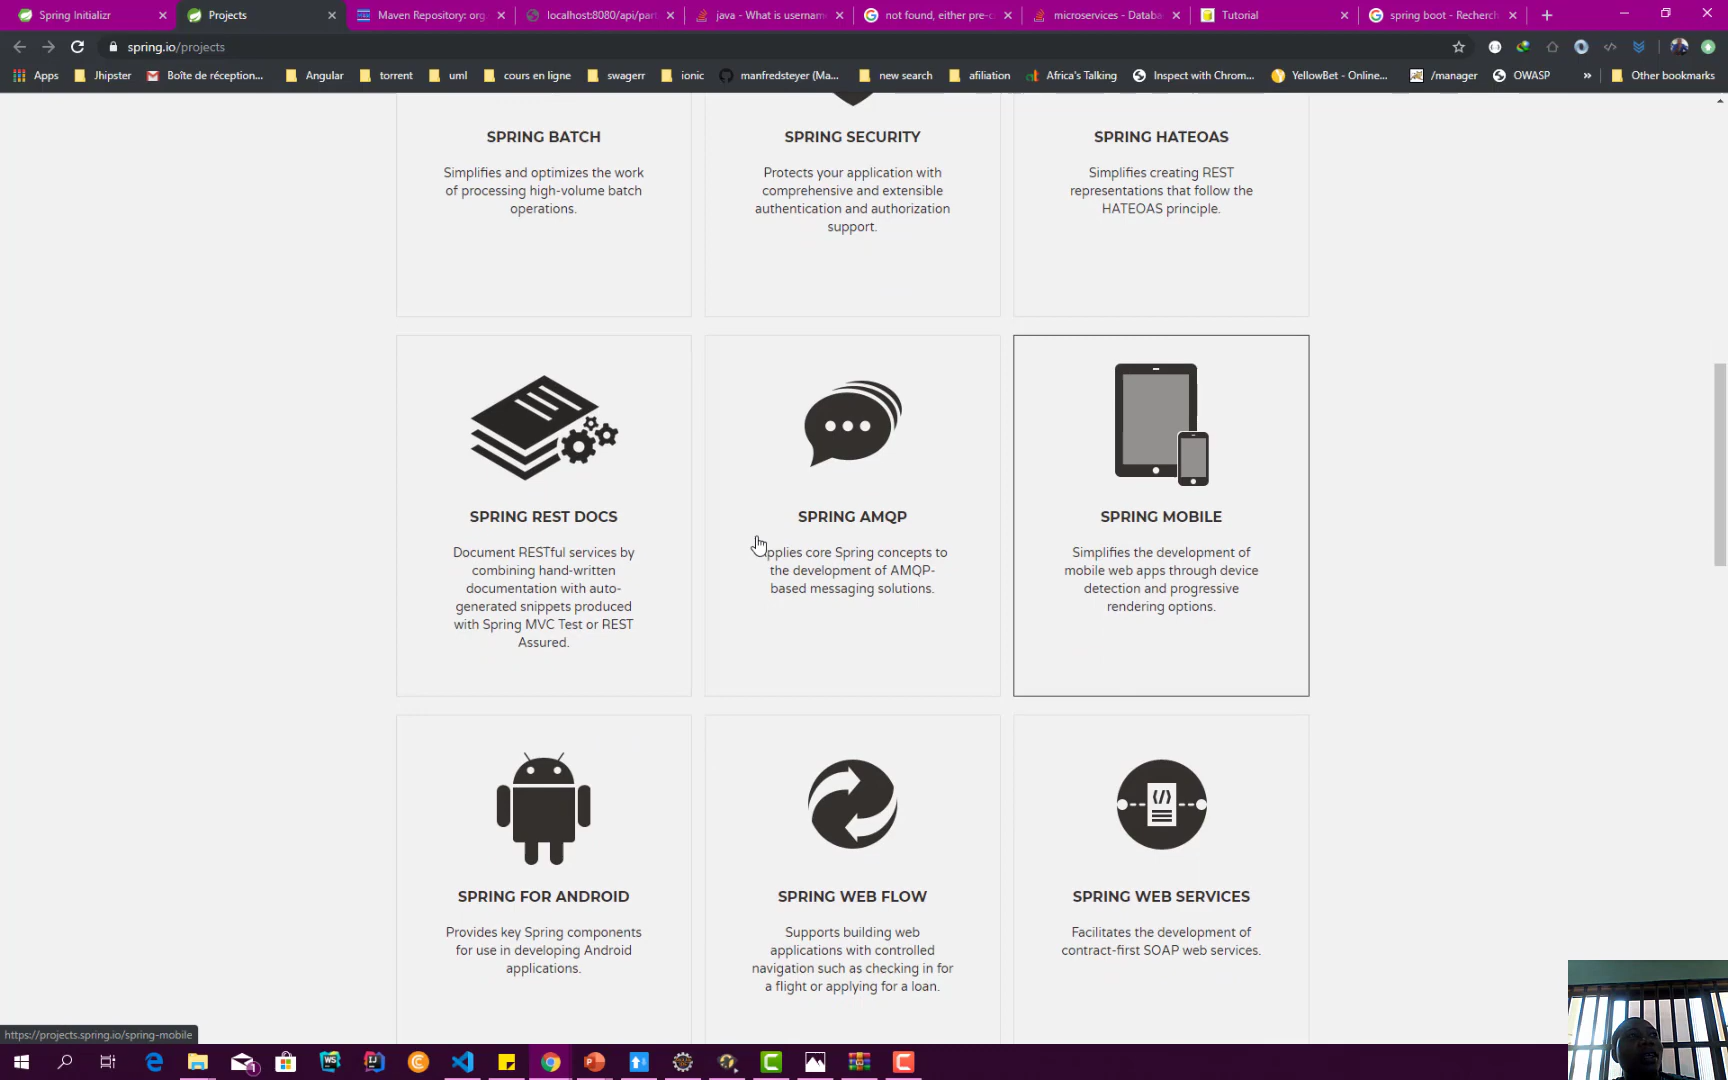 Spring Initializr
Projects
Maven Repository: org.
localhost:8080/api/part
java - What is usernam
not found, either pre-c
microservices - Databa
Tutorial
spring boot - Recherch
spring.io/projects
Apps
Jhipster
Boîte de réception...
Angular
torrent
uml
cours en ligne
swagerr
ionic
manfredsteyer (Ma...
new search
afiliation
Africa's Talking
Inspect with Chrom...
YellowBet - Online...
/manager
OWASP
»
Other bookmarks
SPRING BATCH
Simplifies and optimizes the work
of processing high-volume batch
operations.
SPRING SECURITY
Protects your application with
comprehensive and extensible
authentication and authorization
support.
SPRING HATEOAS
Simplifies creating REST
representations that follow the
HATEOAS principle.
SPRING REST DOCS
Document RESTful services by
combining hand-written
documentation with auto-
generated snippets produced
with Spring MVC Test or REST
Assured.
SPRING AMQP
pplies core Spring concepts to
the development of AMQP-
based messaging solutions.
SPRING MOBILE
Simplifies the development of
mobile web apps through device
detection and progressive
rendering options.
SPRING FOR ANDROID
Provides key Spring components
for use in developing Android
applications.
SPRING WEB FLOW
Supports building web
applications with controlled
navigation such as checking in for
a flight or applying for a loan.
SPRING WEB SERVICES
Facilitates the development of
contract-first SOAP web services.
https://projects.spring.io/spring-mobile